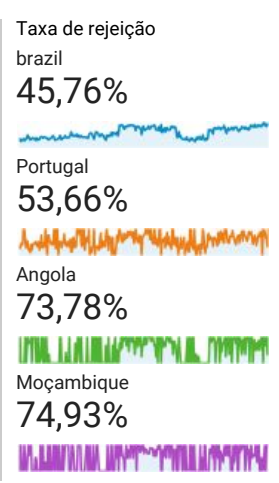 Taxa de rejeição
brazil
45,76%
Portugal
53,66%
Angola
73,78%
Moçambique
74,93%